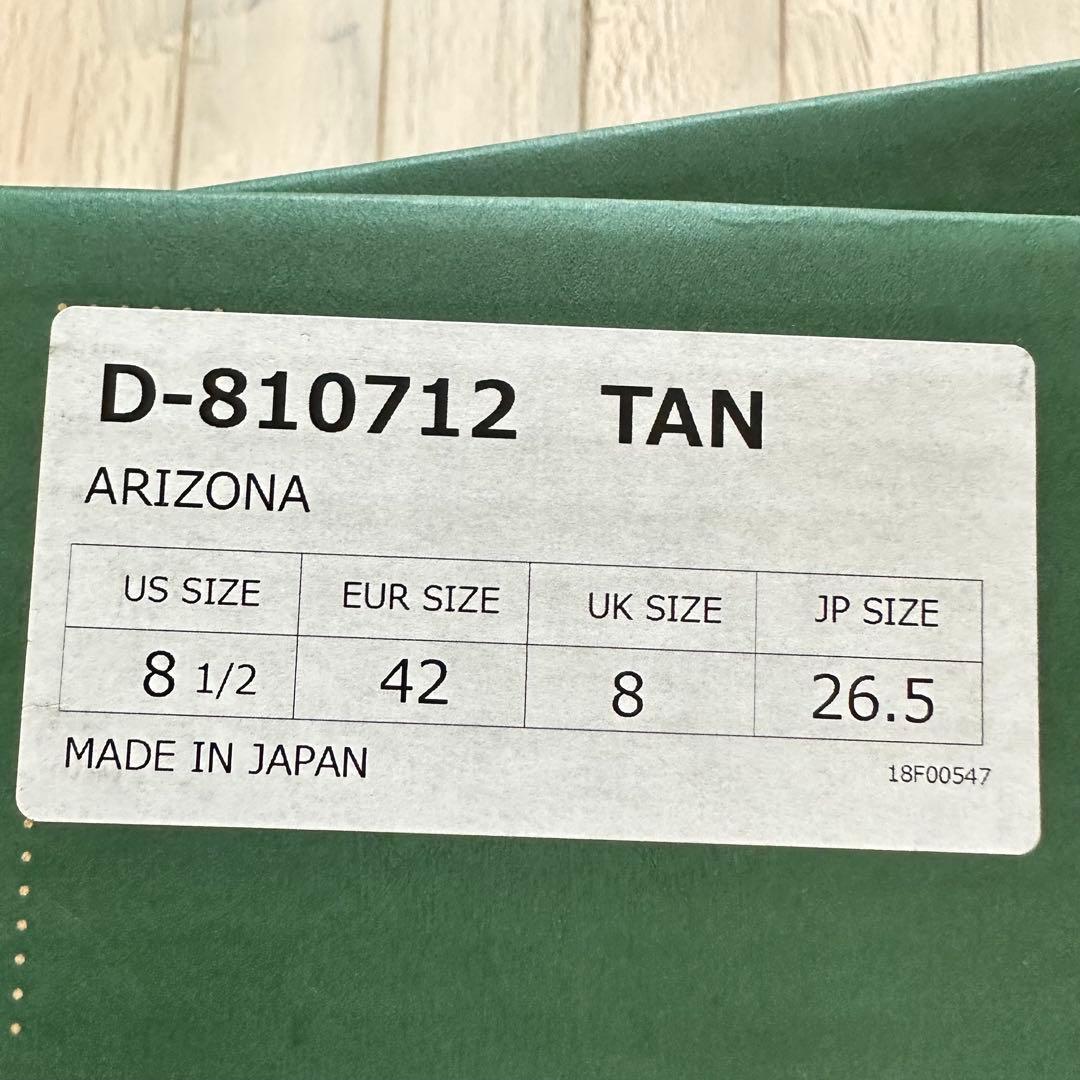 D-810712 TAN
ARIZONA
US SIZE EUR SIZE UK SIZE JP SIZE
8 1/2 42 8 26.5
MADE IN JAPAN
18F00547